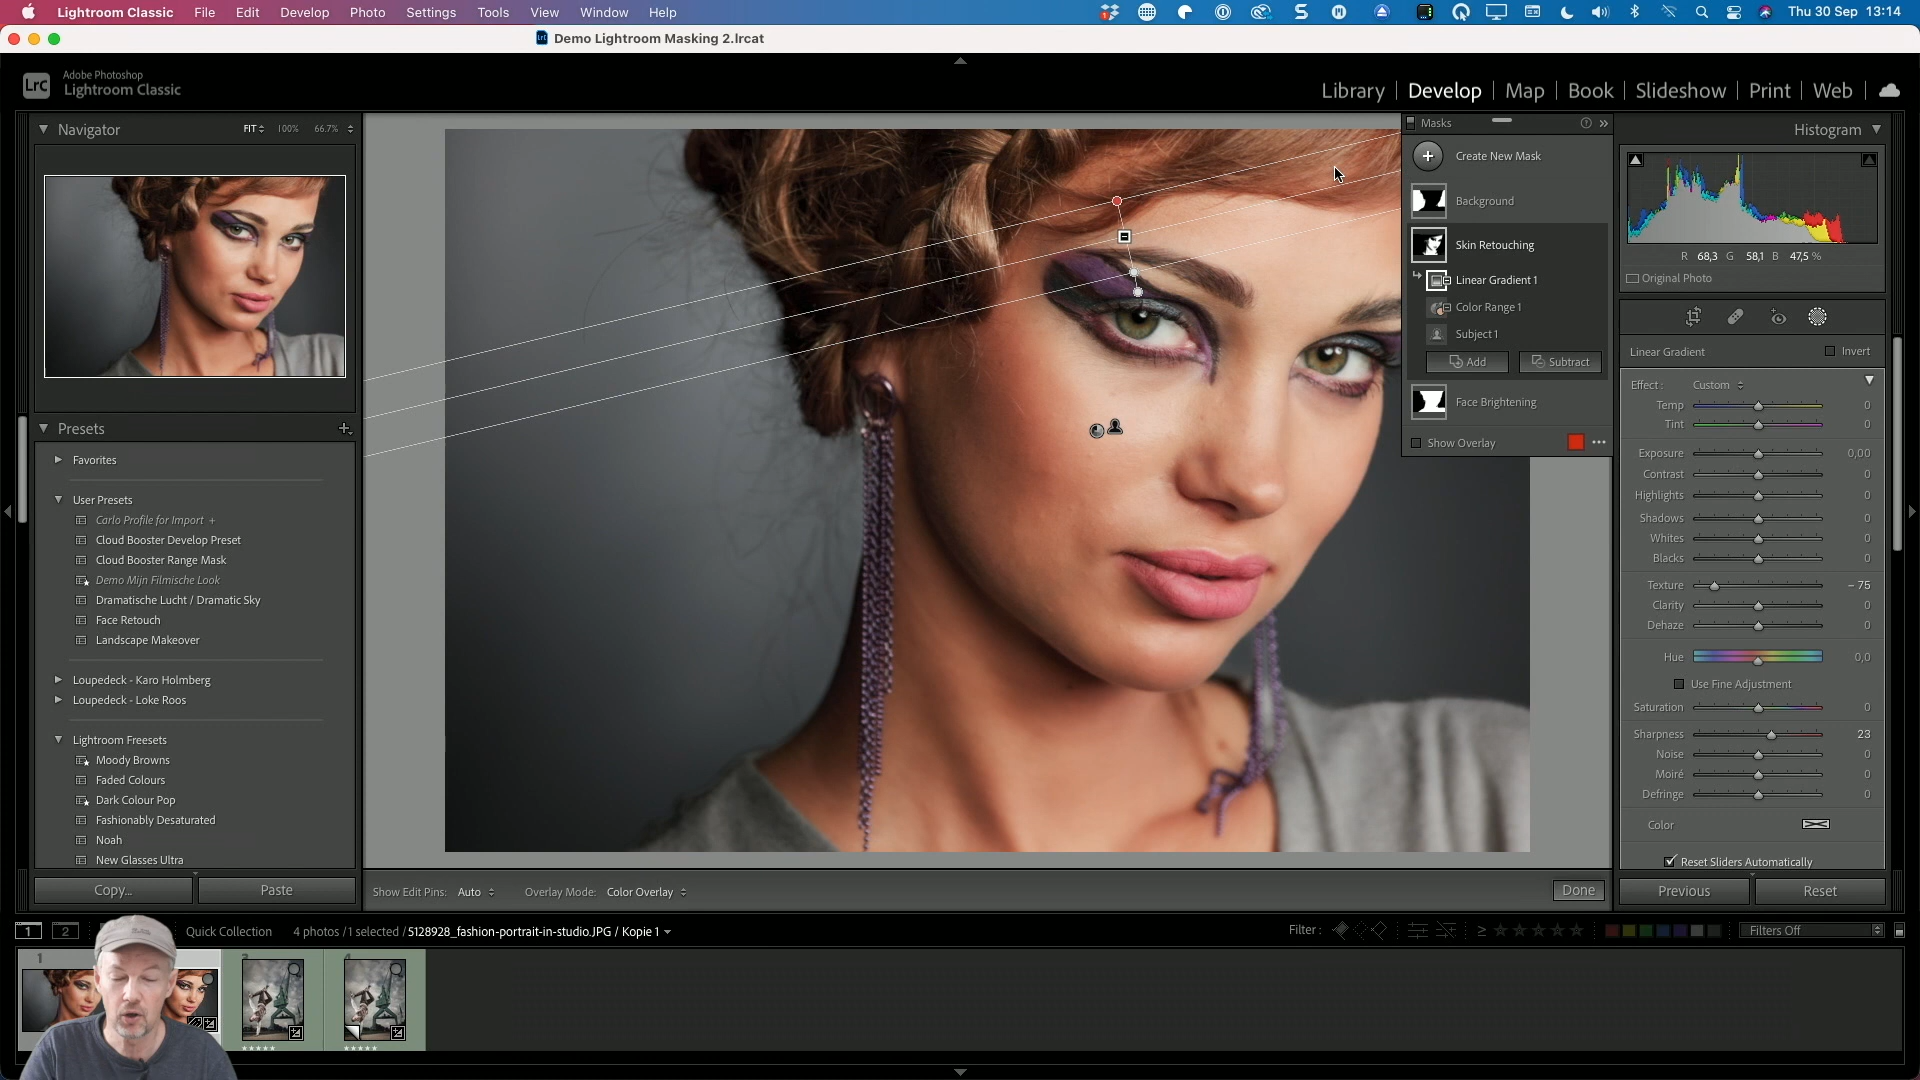 Lightroom Classic File Edit Develop Photo Settings Tools View Window Help
Thu 30 Sep 13:14
Demo Lightroom Masking 2.lrcat
LrC
Adobe Photoshop
Lightroom Classic
Library | Develop | Map | Book | Slideshow | Print | Web
Navigator FIT 100% 66.7%
Presets
Favorites
User Presets
Carlo Profile for Import +
Cloud Booster Develop Preset
Cloud Booster Range Mask
Demo Mijn Filmische Look
Dramatische Lucht / Dramatic Sky
Face Retouch
Landscape Makeover
Loupedeck - Karo Holmberg
Loupedeck - Loke Roos
Lightroom Freesets
Moody Browns
Faded Colours
Dark Colour Pop
Fashionably Desaturated
Noah
New Glasses Ultra
Copy... Paste
Masks
Create New Mask
Background
Skin Retouching
Linear Gradient 1
Color Range 1
Subject 1
Add Subtract
Face Brightening
Show Overlay
Show Edit Pins: Auto Overlay Mode: Color Overlay
Done
Histogram
R 68,3 G 58,1 B 47,5 %
Original Photo
Linear Gradient Invert
Effect : Custom
Temp 0
Tint 0
Exposure 0,00
Contrast 0
Highlights 0
Shadows 0
Whites 0
Blacks 0
Texture – 75
Clarity 0
Dehaze 0
Hue 0,0
Use Fine Adjustment
Saturation 0
Sharpness 23
Noise 0
Moiré 0
Defringe 0
Color
Reset Sliders Automatically
Previous Reset
1 2 Quick Collection 4 photos / 1 selected / 5128928_fashion-portrait-in-studio.JPG / Kopie 1
Filter : ≥ Filters Off
1